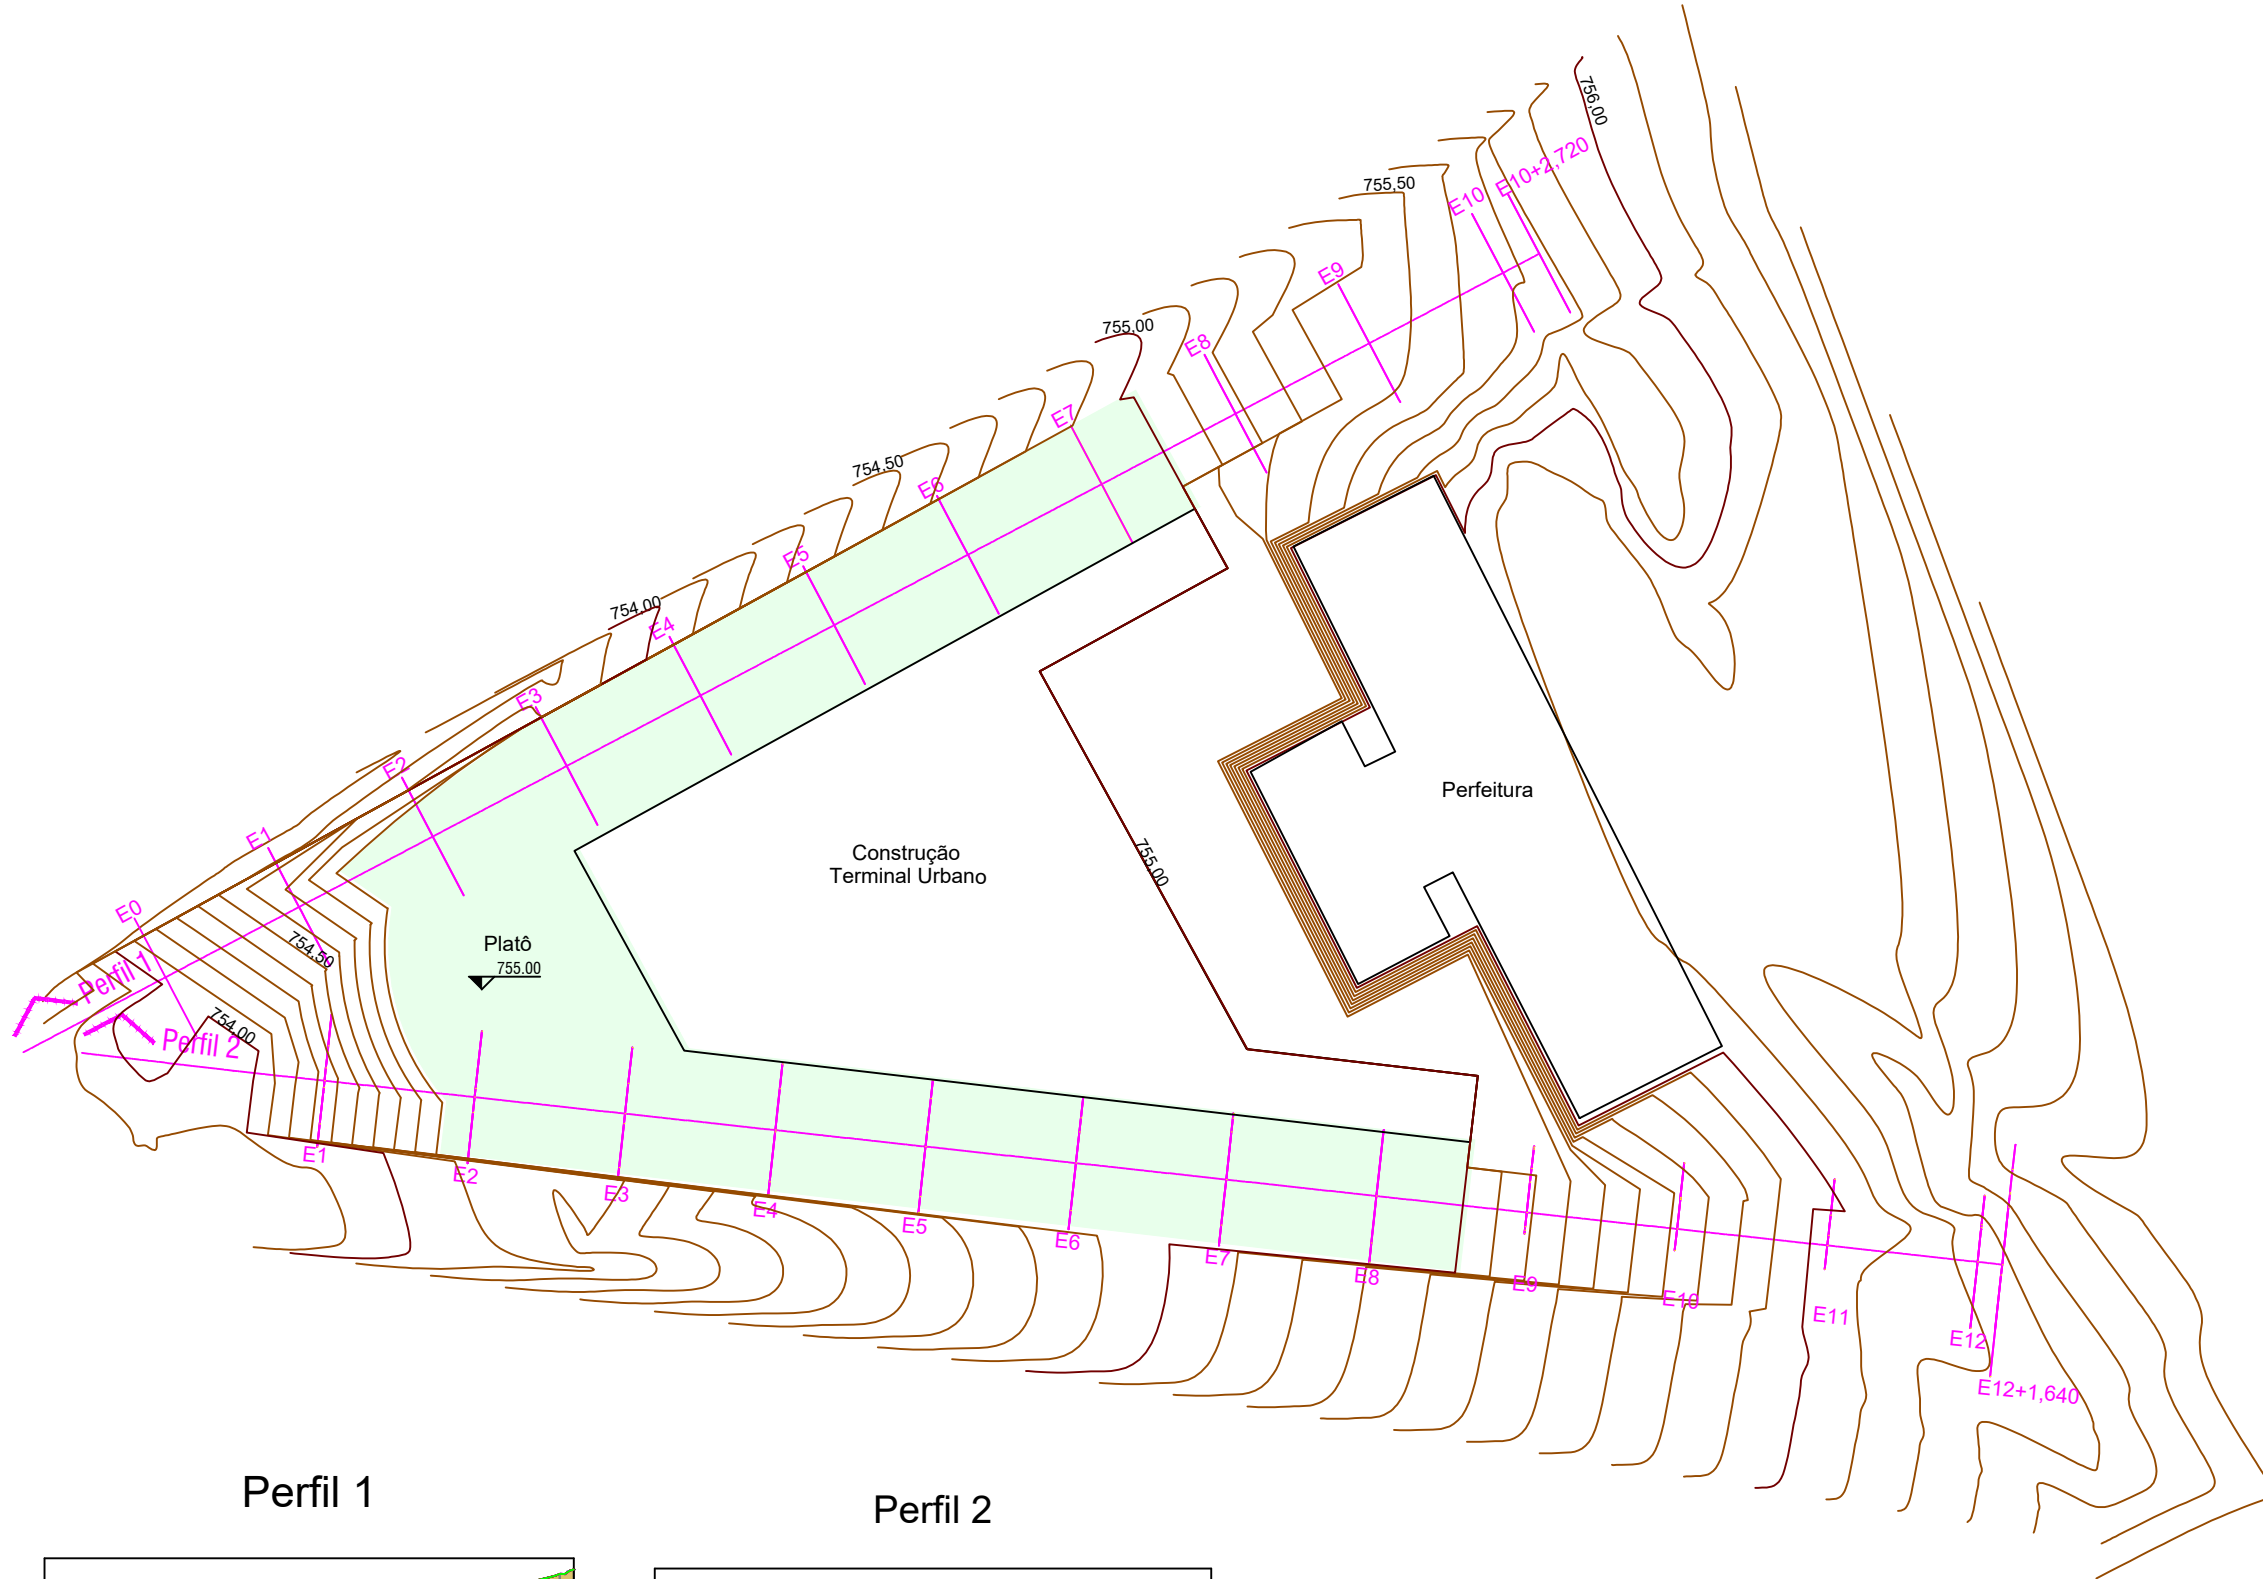 756,00
E10+2,720
755,50
E10
E9
755,00
E8
E7
754,50
E6
E5
754,00
E4
E3
E2
E1
E0
Perfil 1
754,50
754,00
Perfil 2
Platô
755.00
Construção
Terminal Urbano
755,00
Perfeitura
E1
E2
E3
E4
E5
E6
E7
E8
E9
E10
E11
E12
E12+1,640
Perfil 1
Perfil 2